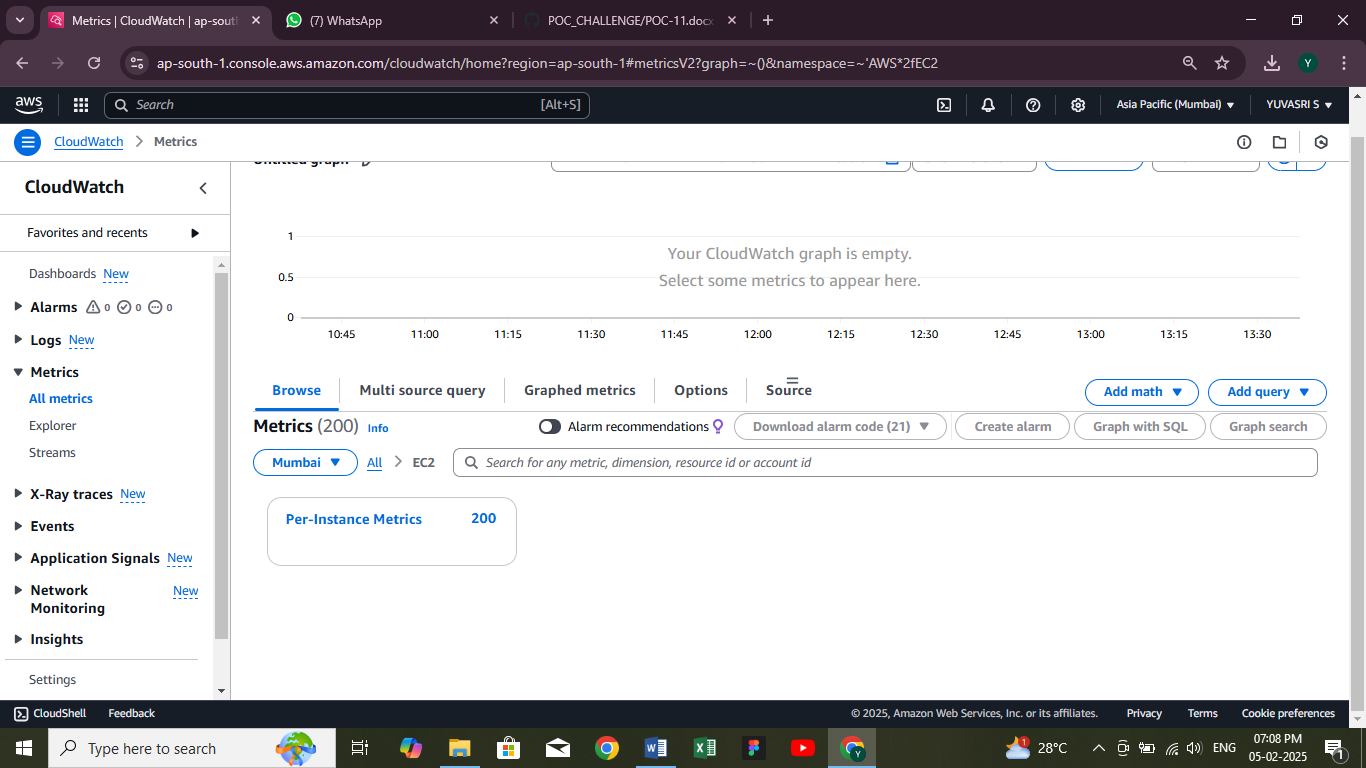 Metrics | CloudWatch | ap-sout
(7) WhatsApp
POC_CHALLENGE/POC-11.docx
ap-south-1.console.aws.amazon.com/cloudwatch/home?region=ap-south-1#metricsV2?graph=~()&namespace=~'AWS*2fEC2
Y
aws
Search
[Alt+S]
Asia Pacific (Mumbai)
YUVASRI S
CloudWatch
Metrics
Untitled graph
CloudWatch
Favorites and recents
Dashboards New
Alarms 0 0 0
Logs New
Metrics
All metrics
Explorer
Streams
X-Ray traces New
Events
Application Signals New
Network Monitoring New
Insights
Settings
1
0.5
0
Your CloudWatch graph is empty.
Select some metrics to appear here.
10:45 11:00 11:15 11:30 11:45 12:00 12:15 12:30 12:45 13:00 13:15 13:30
Browse
Multi source query
Graphed metrics
Options
Source
Add math
Add query
Metrics (200) Info
Alarm recommendations
Download alarm code (21)
Create alarm
Graph with SQL
Graph search
Mumbai
All
EC2
Search for any metric, dimension, resource id or account id
Per-Instance Metrics 200
CloudShell
Feedback
© 2025, Amazon Web Services, Inc. or its affiliates.
Privacy
Terms
Cookie preferences
Type here to search
1
28°C
ENG
07:08 PM
05-02-2025
1